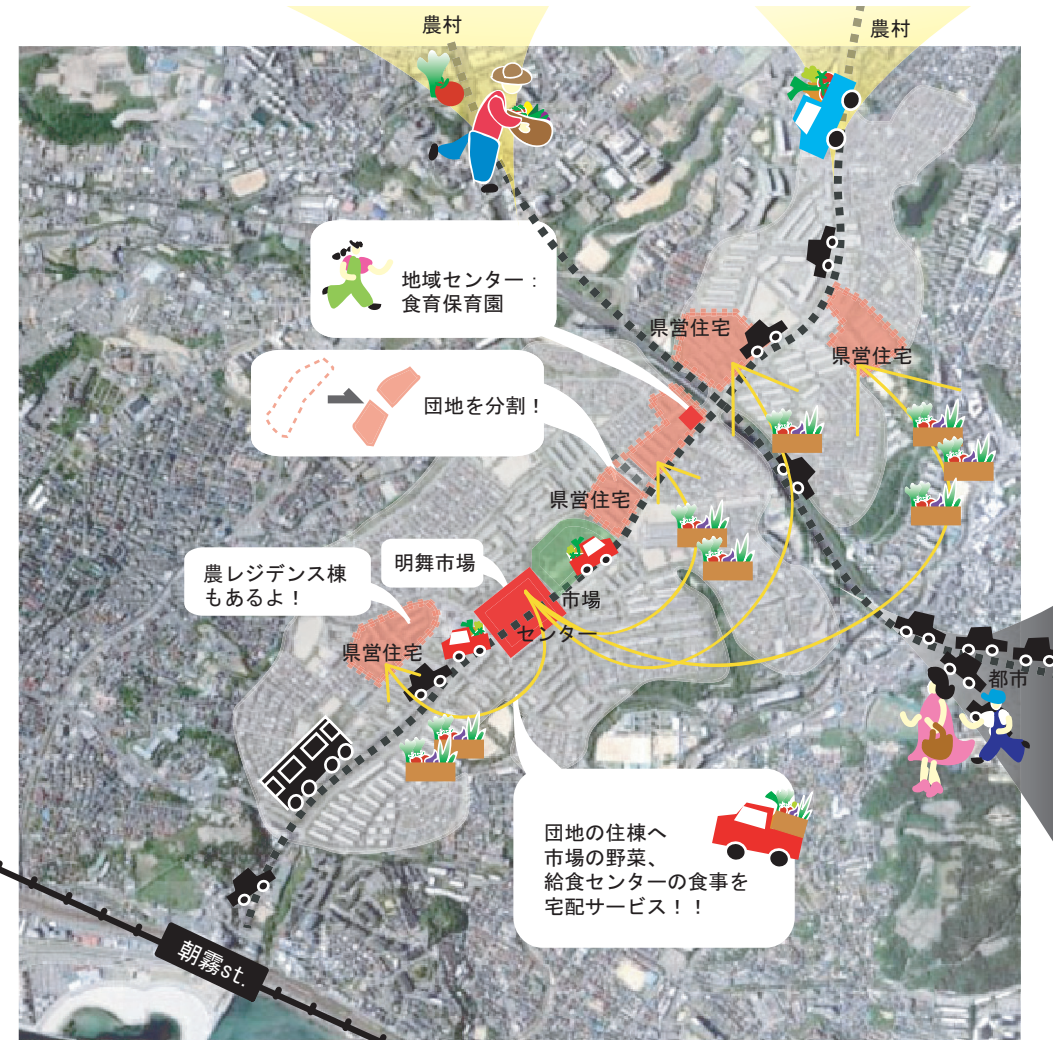 農村
農村
地域センター：
食育保育園
県営住宅
県営住宅
団地を分割！
県営住宅
明舞市場
農レジデンス棟
もあるよ！
市場
センター
県営住宅
都市
団地の住棟へ
市場の野菜、
給食センターの食事を
宅配サービス！！
朝霧st.